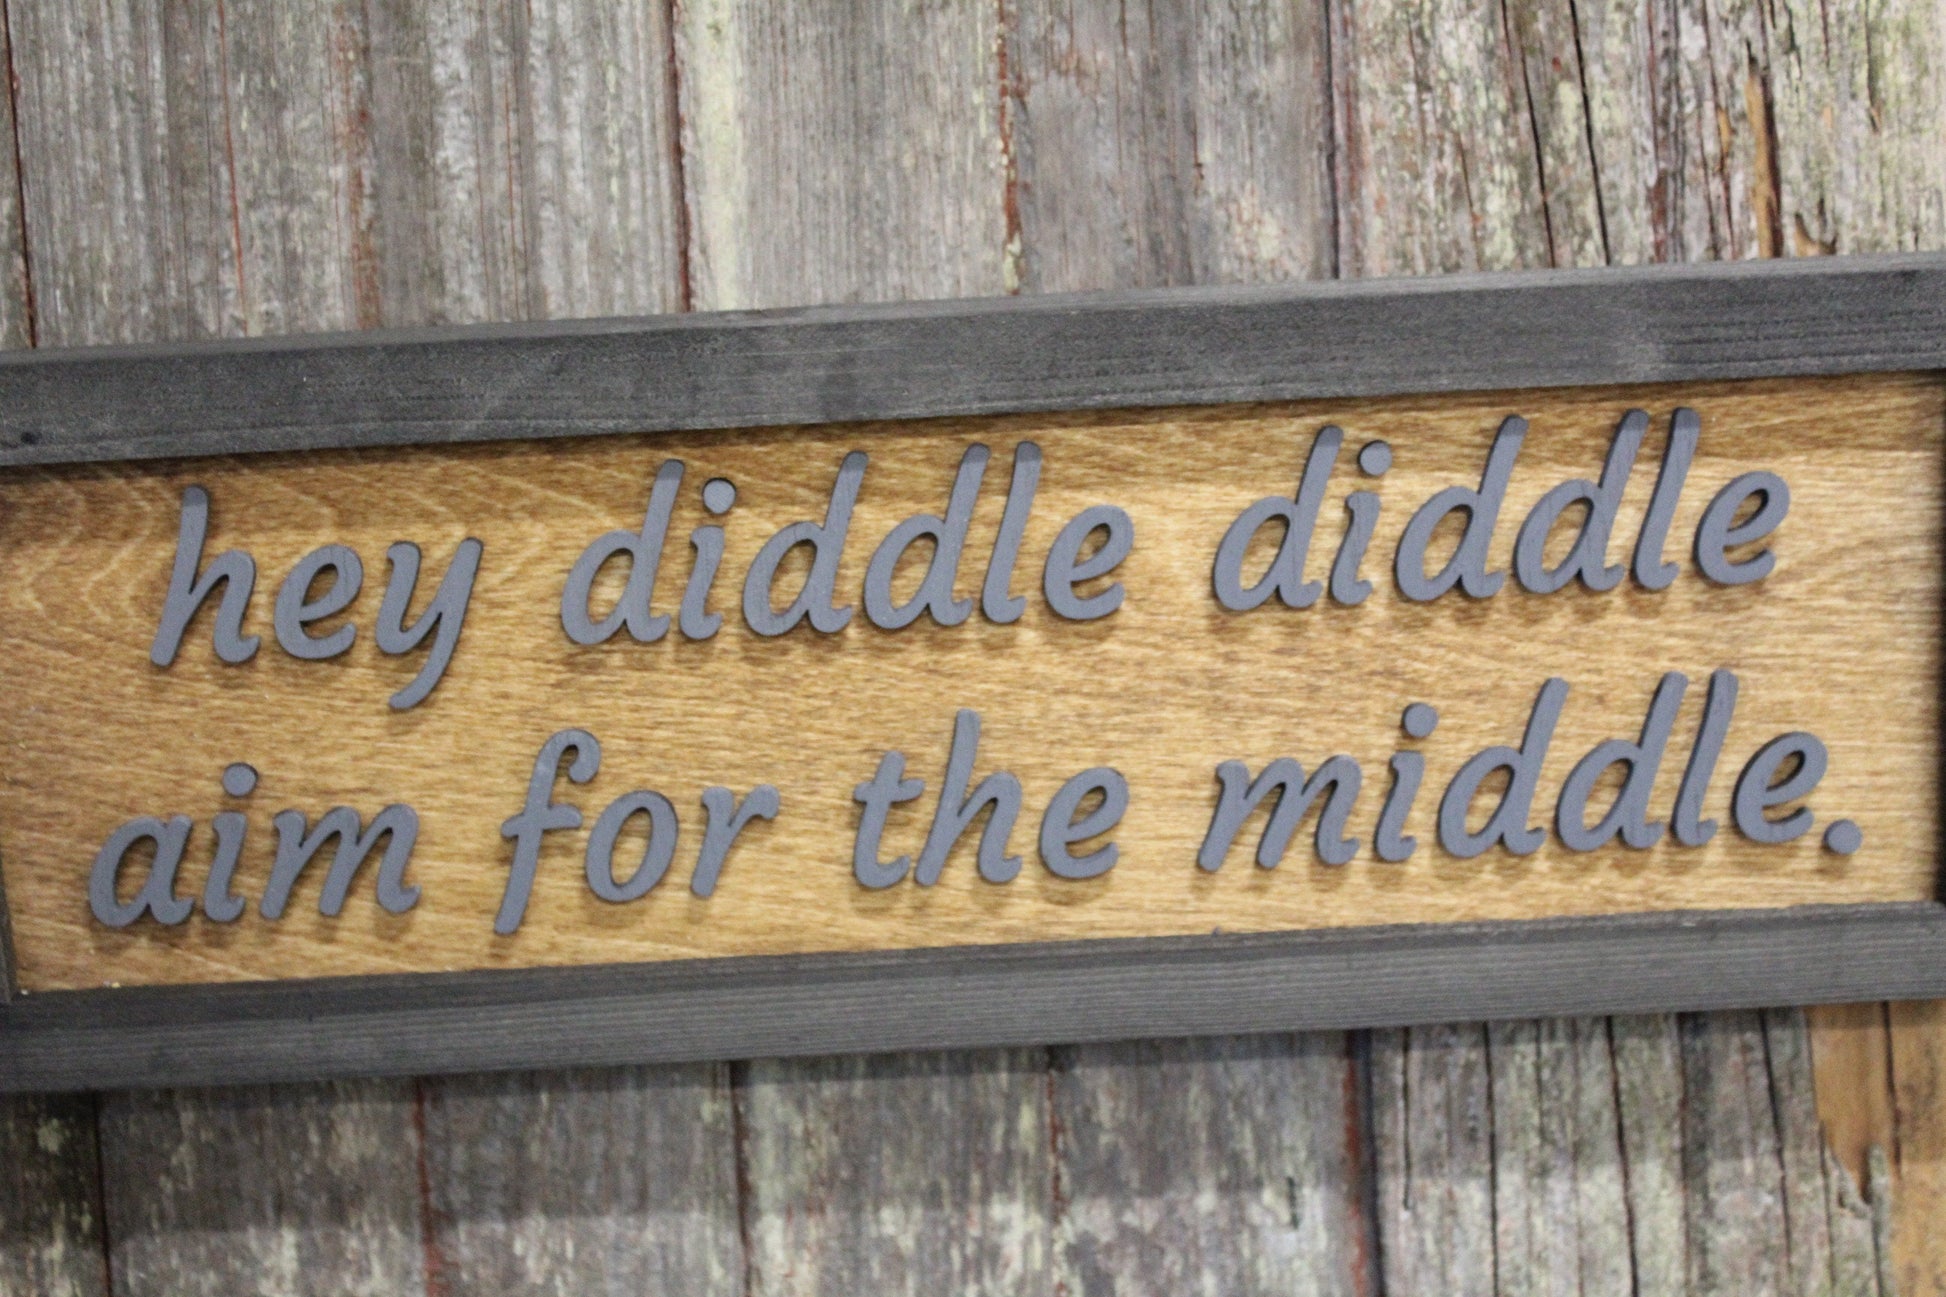 hey diddle diddle
aim for the middle.